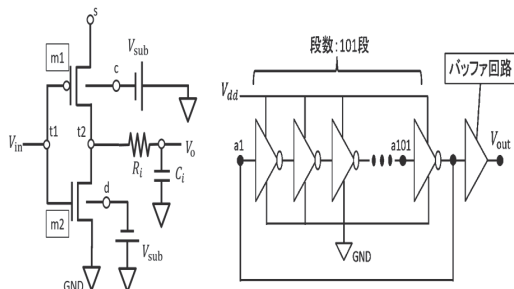 s
m1
V_sub
c
V_in
t1
t2
V_o
R_i
C_i
m2
d
V_sub
GND
段数:101段
バッファ回路
V_dd
a1
a101
V_out
GND